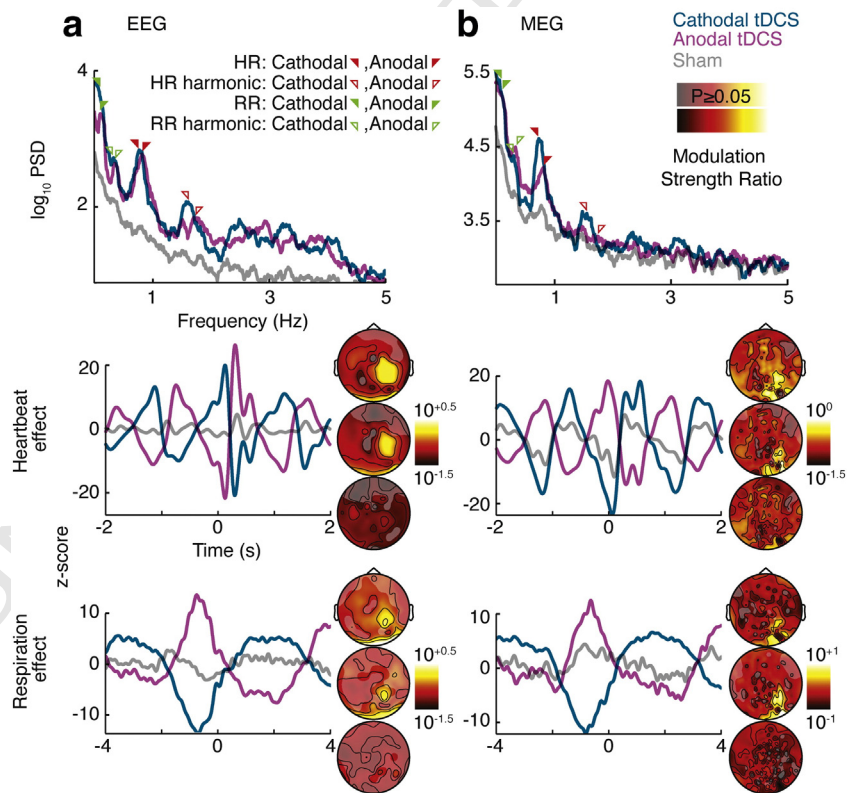 a EEG
HR: Cathodal ,Anodal
HR harmonic: Cathodal ,Anodal
RR: Cathodal ,Anodal
RR harmonic: Cathodal ,Anodal
4
2
log10 PSD
1 3 5
Frequency (Hz)
b MEG
Cathodal tDCS
Anodal tDCS
Sham
P≥0.05
Modulation
Strength Ratio
5.5
4.5
3.5
1 3 5
Heartbeat
effect
20
0
-20
-2 0 2
Time (s)
10+0.5
10-1.5
20
0
-20
-2 0 2
100
10-1.5
z-score
Respiration
effect
10
0
-10
-4 0 4
10+0.5
10-1.5
10
0
-10
-4 0 4
10+1
10-1